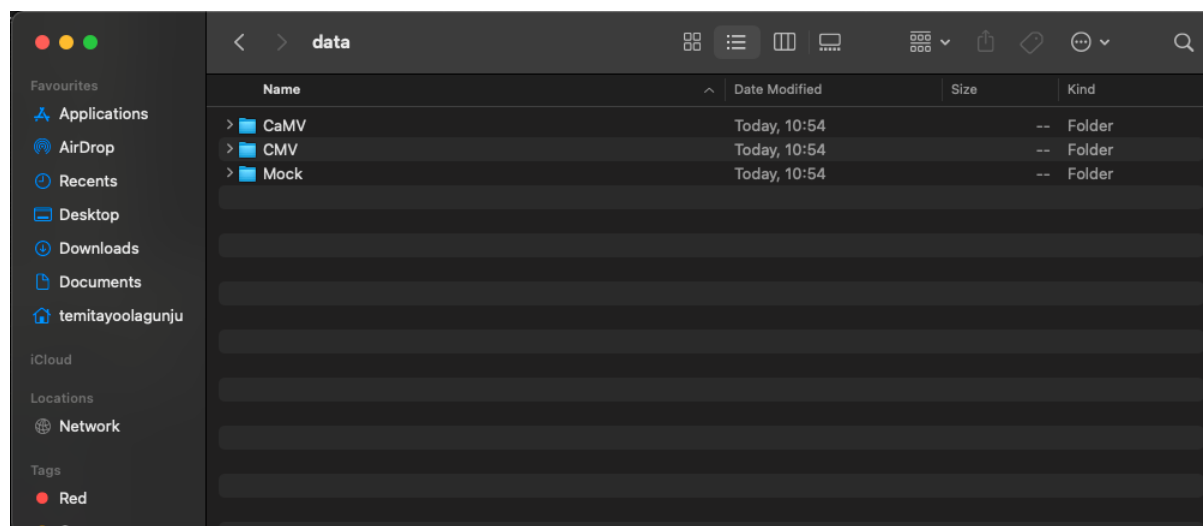 data
Favourites
Applications
AirDrop
Recents
Desktop
Downloads
Documents
temitayoolagunju
iCloud
Locations
Network
Tags
Red
Name Date Modified Size Kind
CaMV Today, 10:54 -- Folder
CMV Today, 10:54 -- Folder
Mock Today, 10:54 -- Folder